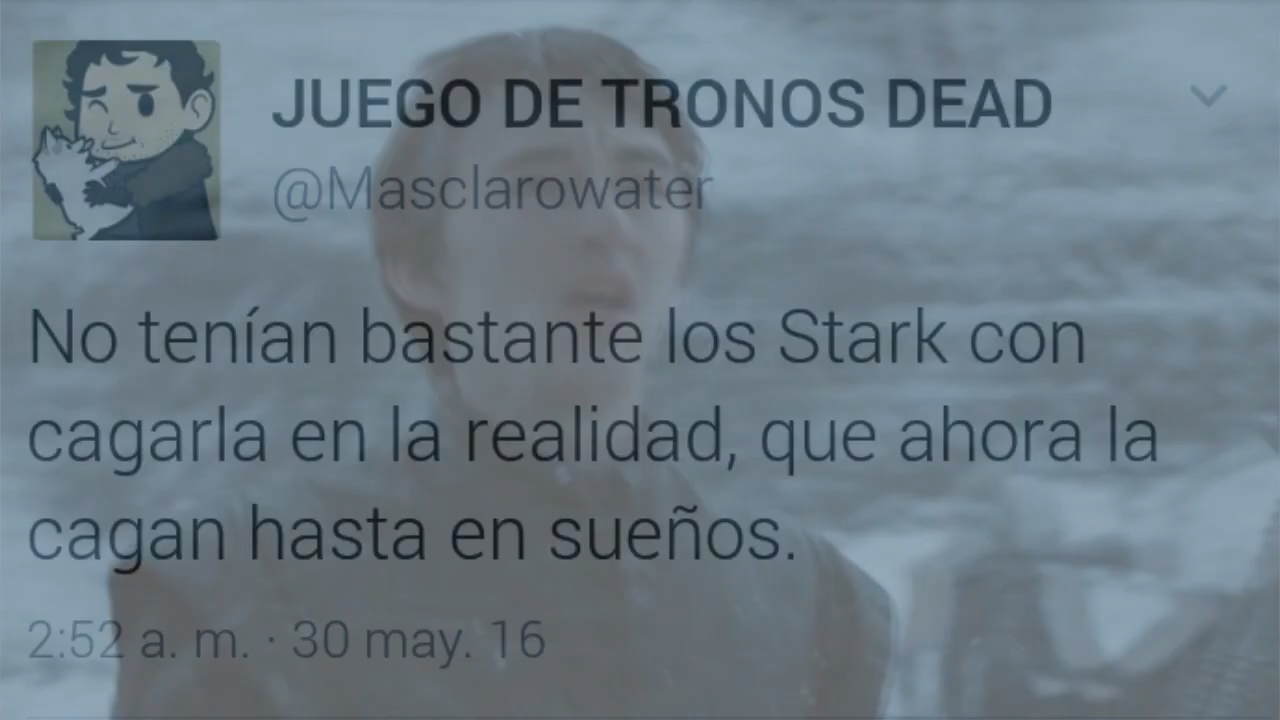 JUEGO DE TRONOS DEAD
@Masclarowater
No tenían bastante los Stark con
cagarla en la realidad, que ahora la
cagan hasta en sueños.
2:52 a. m. · 30 may. 16